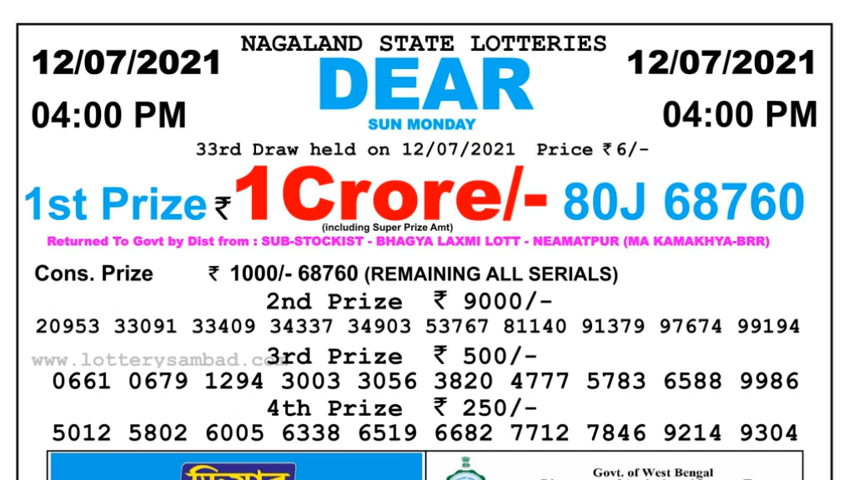 NAGALAND STATE LOTTERIES
12/07/2021 DEAR 12/07/2021
04:00 PM SUN MONDAY 04:00 PM
33rd Draw held on 12/07/2021 Price ₹ 6/-
1st Prize ₹ 1Crore/- 80J 68760
(including Super Prize Amt)
Returned To Govt by Dist from : SUB-STOCKIST - BHAGYA LAXMI LOTT - NEAMATPUR (MA KAMAKHYA-BRR)
Cons. Prize ₹ 1000/- 68760 (REMAINING ALL SERIALS)
2nd Prize ₹ 9000/-
20953 33091 33409 34337 34903 53767 81140 91379 97674 99194
www.lotterysambad.com 3rd Prize ₹ 500/-
0661 0679 1294 3003 3056 3820 4777 5783 6588 9986
4th Prize ₹ 250/-
5012 5802 6005 6338 6519 6682 7712 7846 9214 9304
Govt. of West Bengal